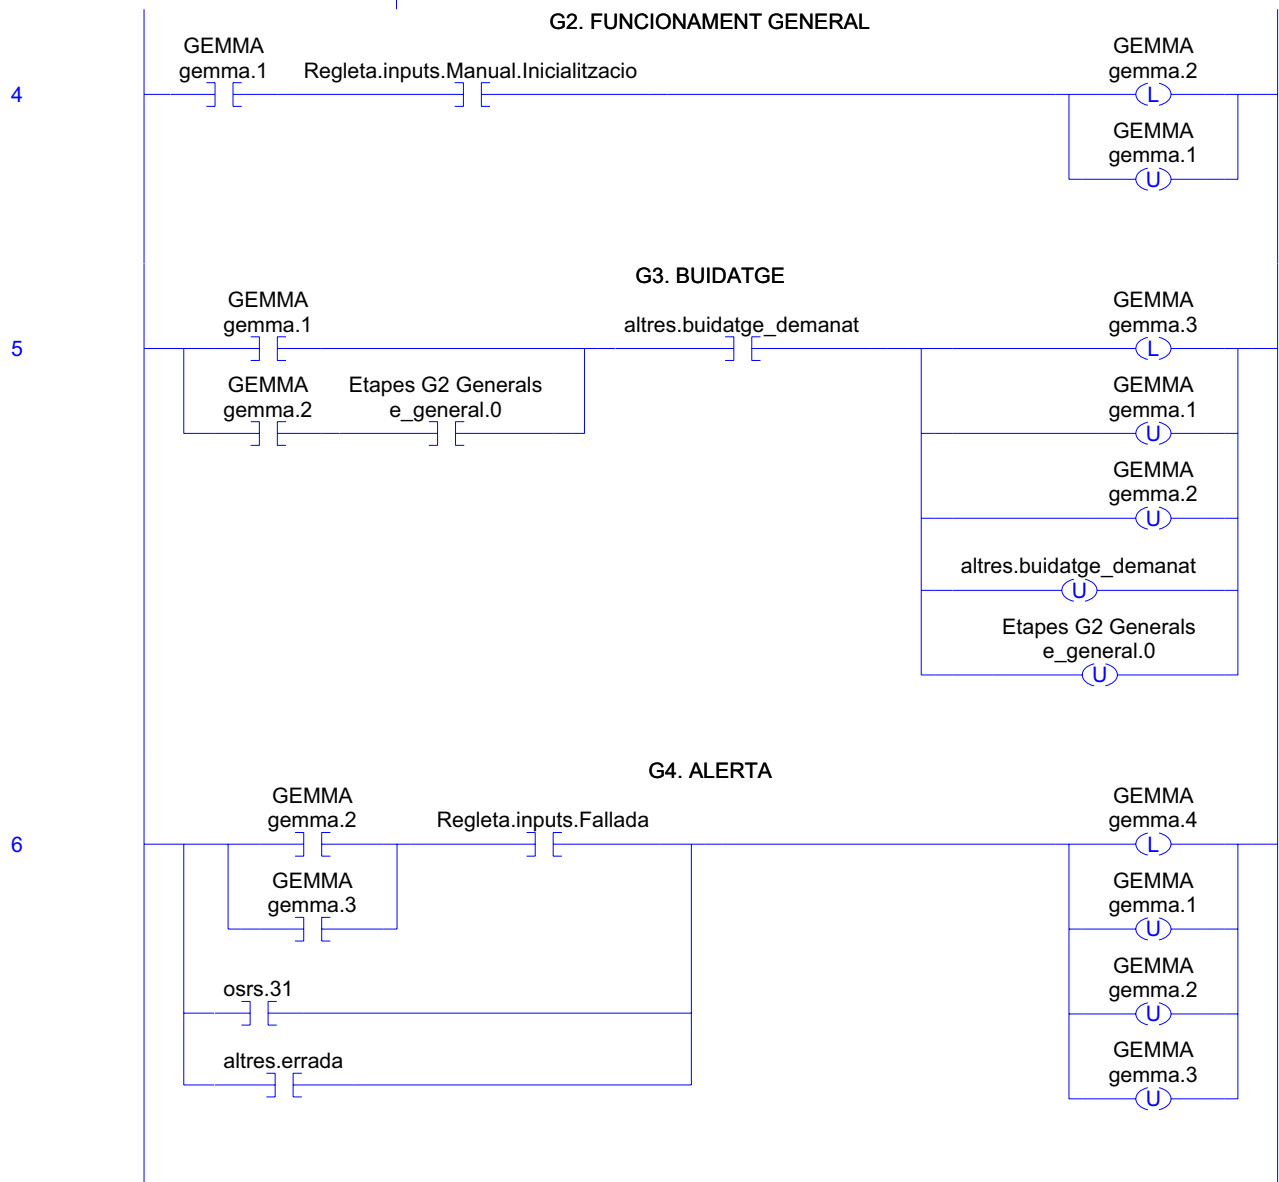 G2. FUNCIONAMENT GENERAL
GEMMA
gemma.1
Regleta.inputs.Manual.Inicialitzacio
GEMMA
gemma.2
4
L
GEMMA
gemma.1
U
G3. BUIDATGE
GEMMA
gemma.1
altres.buidatge_demanat
GEMMA
gemma.3
5
L
GEMMA
gemma.2
Etapes G2 Generals
e_general.0
GEMMA
gemma.1
U
GEMMA
gemma.2
U
altres.buidatge_demanat
U
Etapes G2 Generals
e_general.0
U
G4. ALERTA
GEMMA
gemma.2
Regleta.inputs.Fallada
GEMMA
gemma.4
6
L
GEMMA
gemma.3
GEMMA
gemma.1
U
osrs.31
GEMMA
gemma.2
U
altres.errada
GEMMA
gemma.3
U